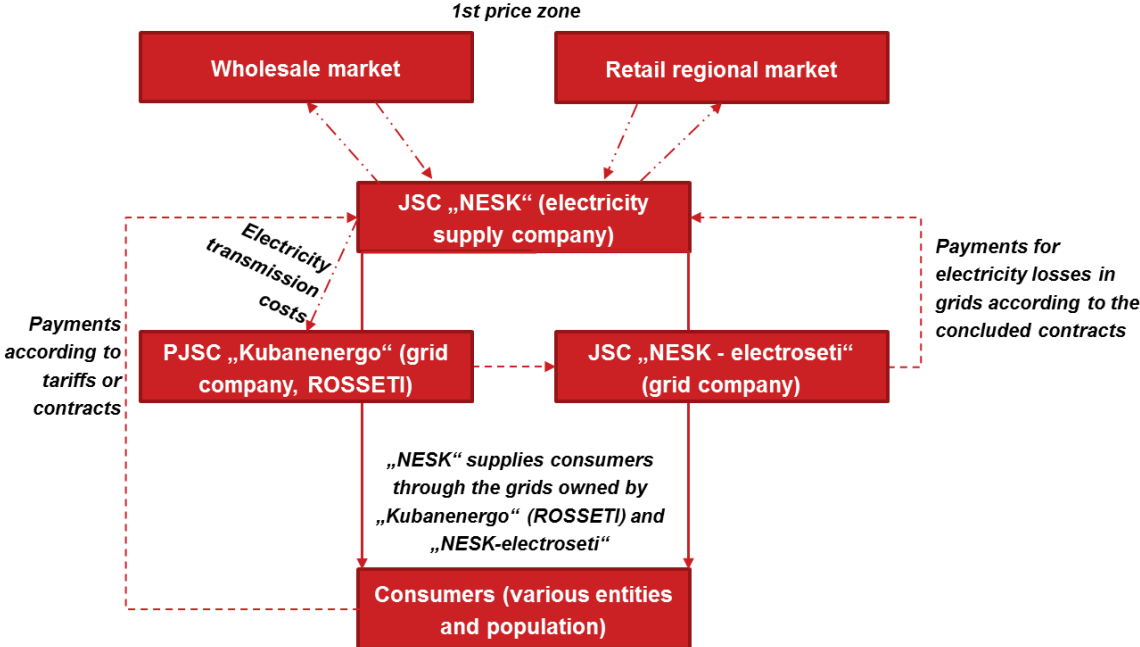 1st price zone
Wholesale market
Retail regional market
JSC „NESK“ (electricity
supply company)
Electricity
transmission
costs
Payments for
electricity losses in
grids according to the
concluded contracts
Payments
according to
tariffs or
contracts
PJSC „Kubanenergo“ (grid
company, ROSSETI)
JSC „NESK - electroseti“
(grid company)
„NESK“ supplies consumers
through the grids owned by
„Kubanenergo“ (ROSSETI) and
„NESK-electroseti“
Consumers (various entities
and population)